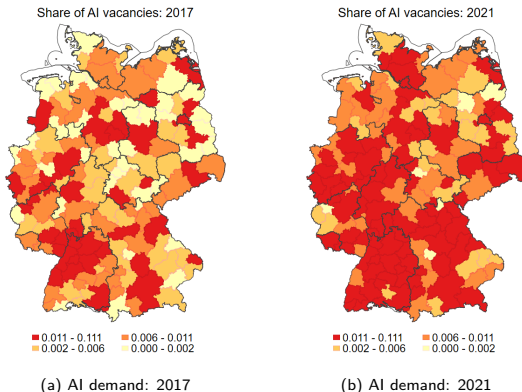 Share of AI vacancies: 2017
Share of AI vacancies: 2021
0.011 - 0.111 0.006 - 0.011
0.002 - 0.006 0.000 - 0.002
0.011 - 0.111 0.006 - 0.011
0.002 - 0.006 0.000 - 0.002
(a) AI demand: 2017
(b) AI demand: 2021